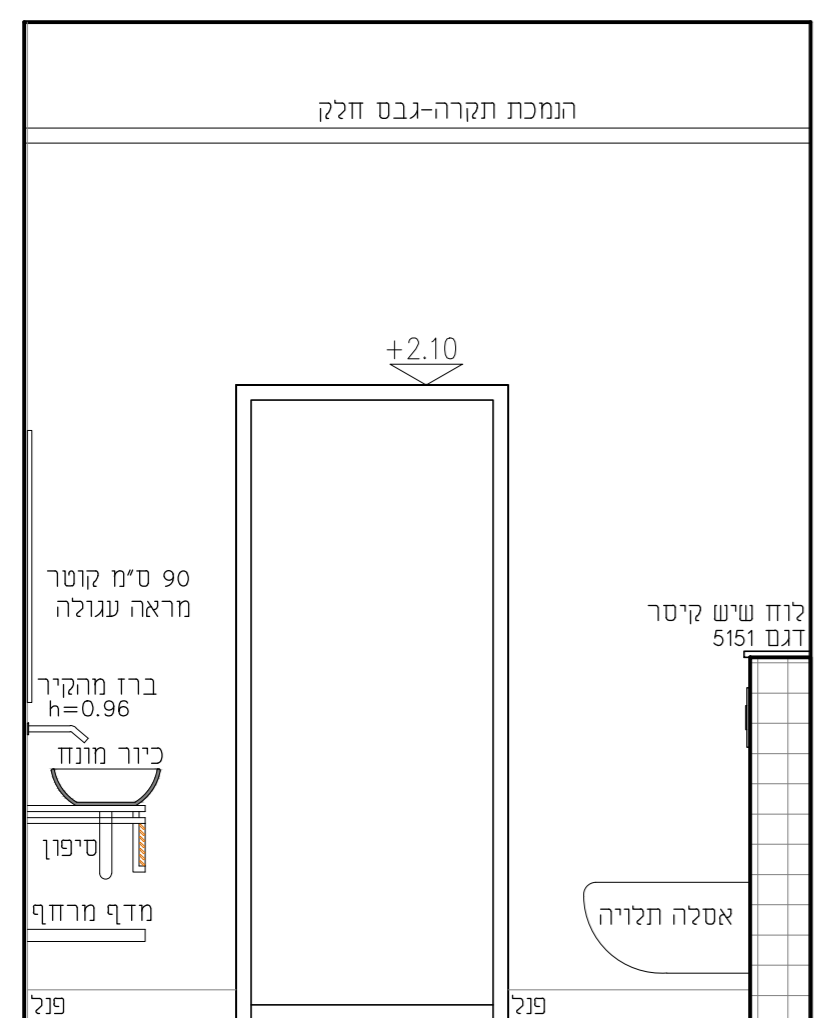 הנמכת תקרה-גבס חלק
+2.10
90 ס"מ קוטר
מראה עגולה
לוח שיש קיסר
דגם 5151
ברז מהקיר
h=0.96
כיור מונח
סיפון
מדף מרחף
אסלה תלויה
פנל
פנל